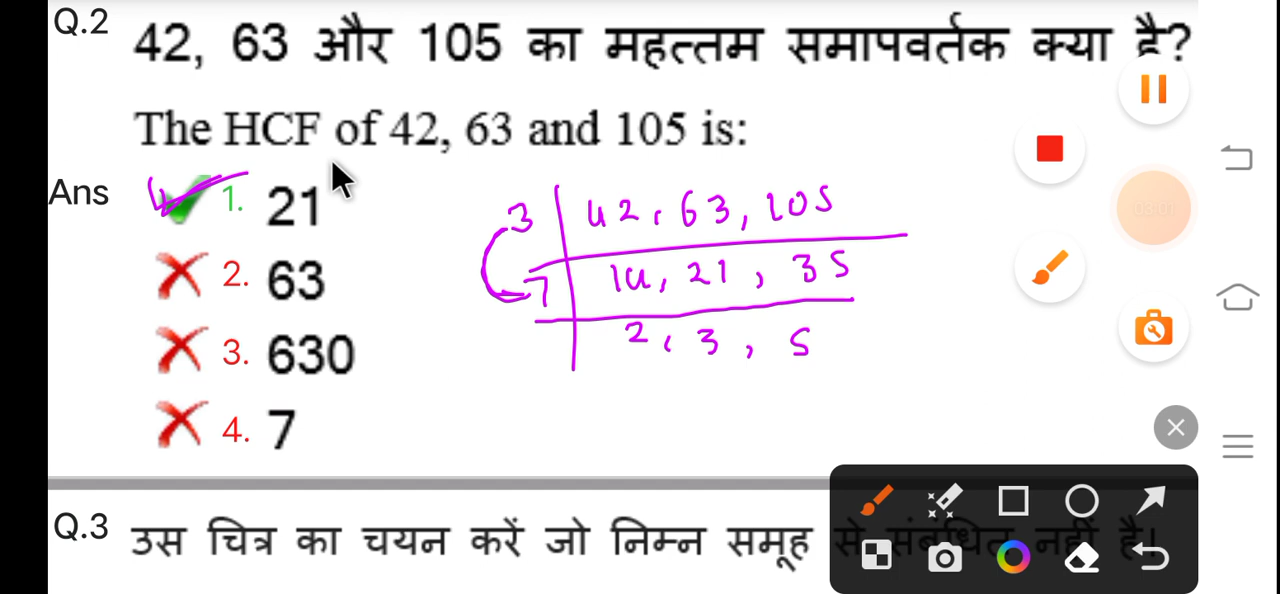 Q.2 42, 63 और 105 का महत्तम समापवर्तक क्या है?
The HCF of 42, 63 and 105 is:
Ans 1. 21
2. 63
3. 630
4. 7
3 42, 63, 105
7 14, 21, 35
2, 3, 5
Q.3 उस चित्र का चयन करें जो निम्न समूह से संबंधित नहीं है।